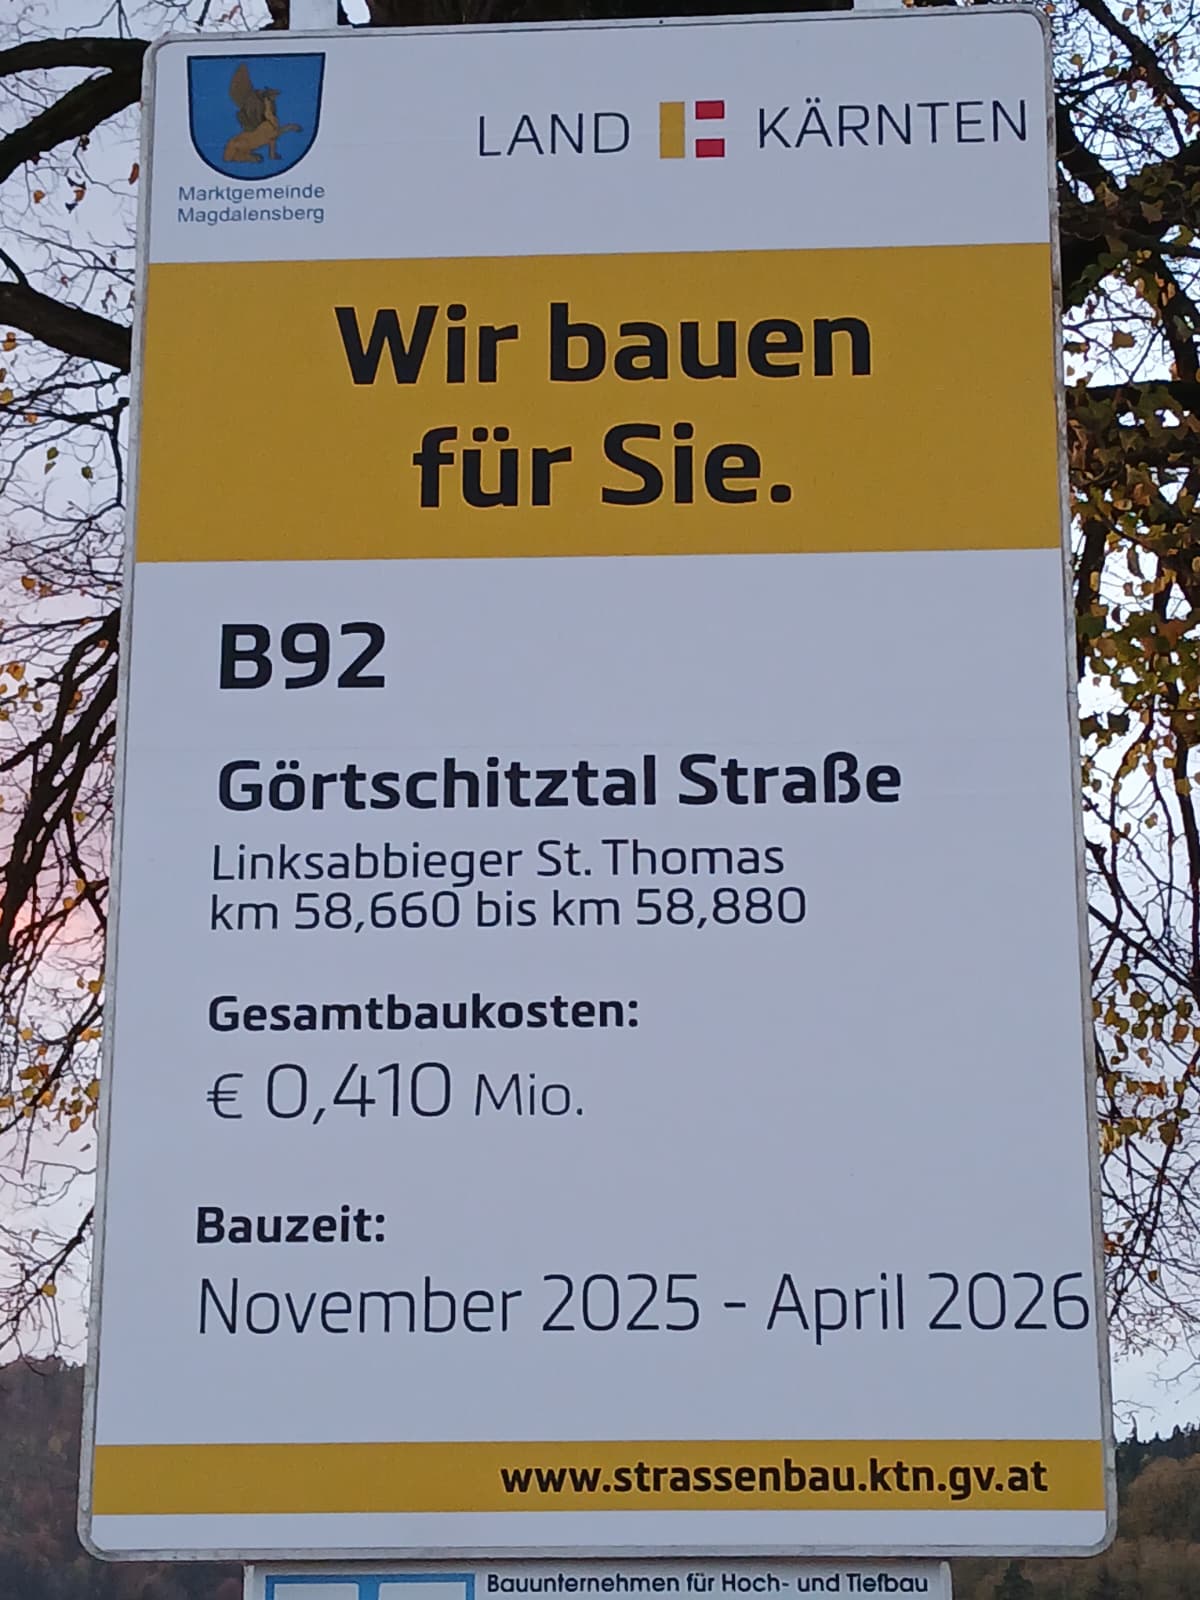 Marktgemeinde
Magdalensberg
LAND KÄRNTEN
Wir bauen
für Sie.
B92
Görtschitztal Straße
Linksabbieger St. Thomas
km 58,660 bis km 58,880
Gesamtbaukosten:
€ 0,410 Mio.
Bauzeit:
November 2025 - April 2026
www.strassenbau.ktn.gv.at
Bauunternehmen für Hoch- und Tiefbau